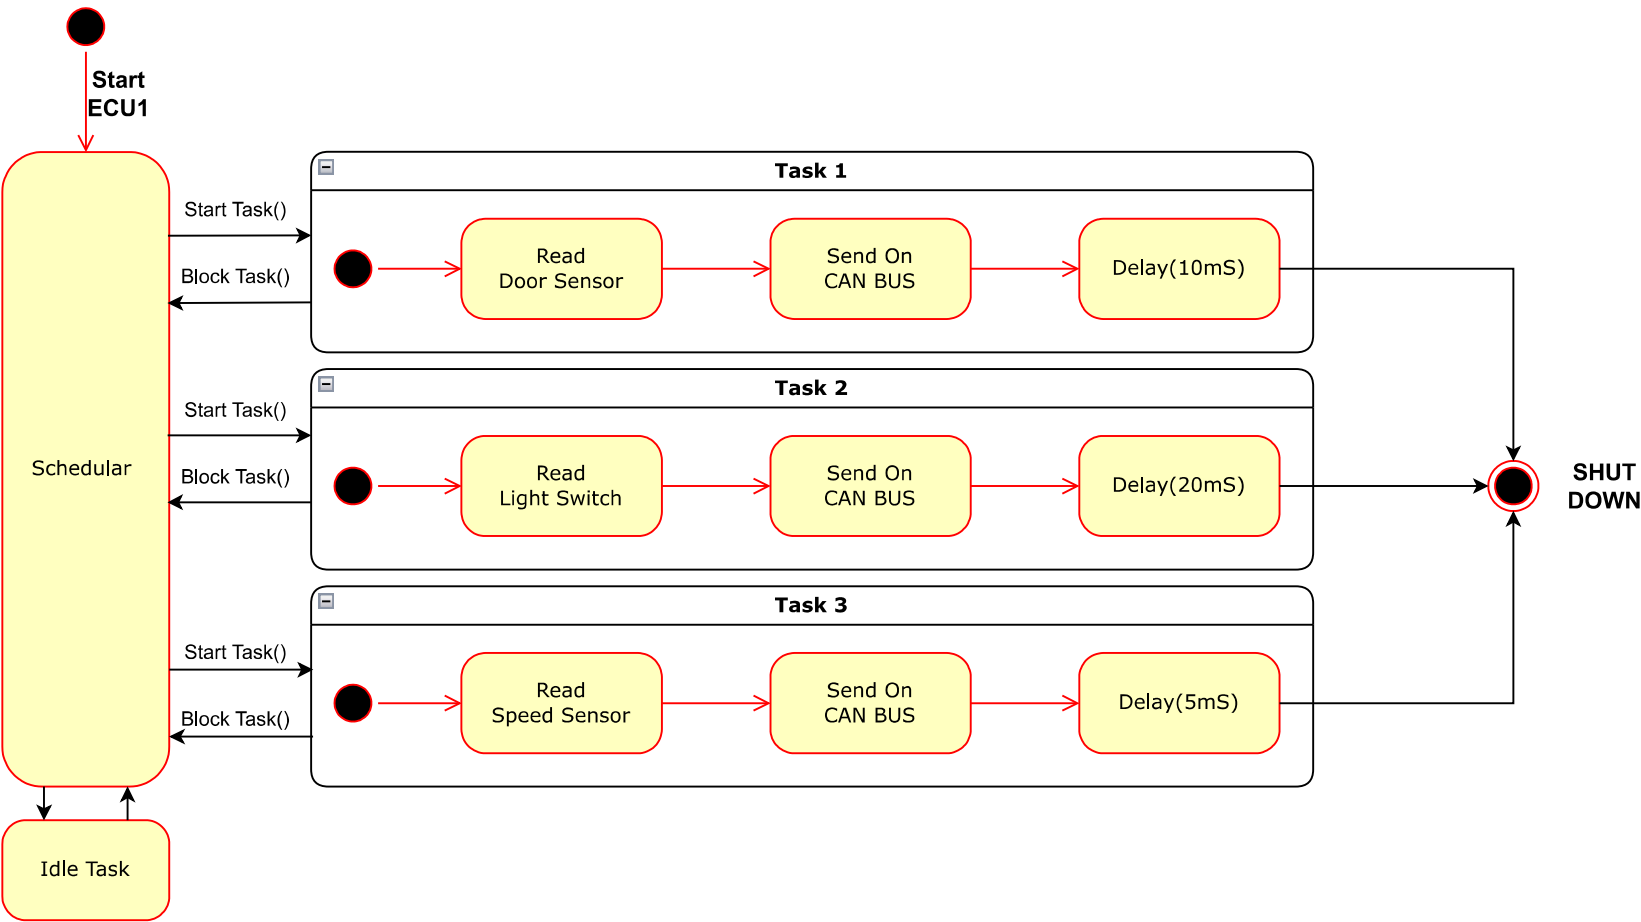 Start
ECU1
Schedular
Start Task()
Block Task()
Task 1
Read
Door Sensor
Send On
CAN BUS
Delay(10mS)
Start Task()
Block Task()
Task 2
Read
Light Switch
Send On
CAN BUS
Delay(20mS)
SHUT
DOWN
Start Task()
Block Task()
Task 3
Read
Speed Sensor
Send On
CAN BUS
Delay(5mS)
Idle Task